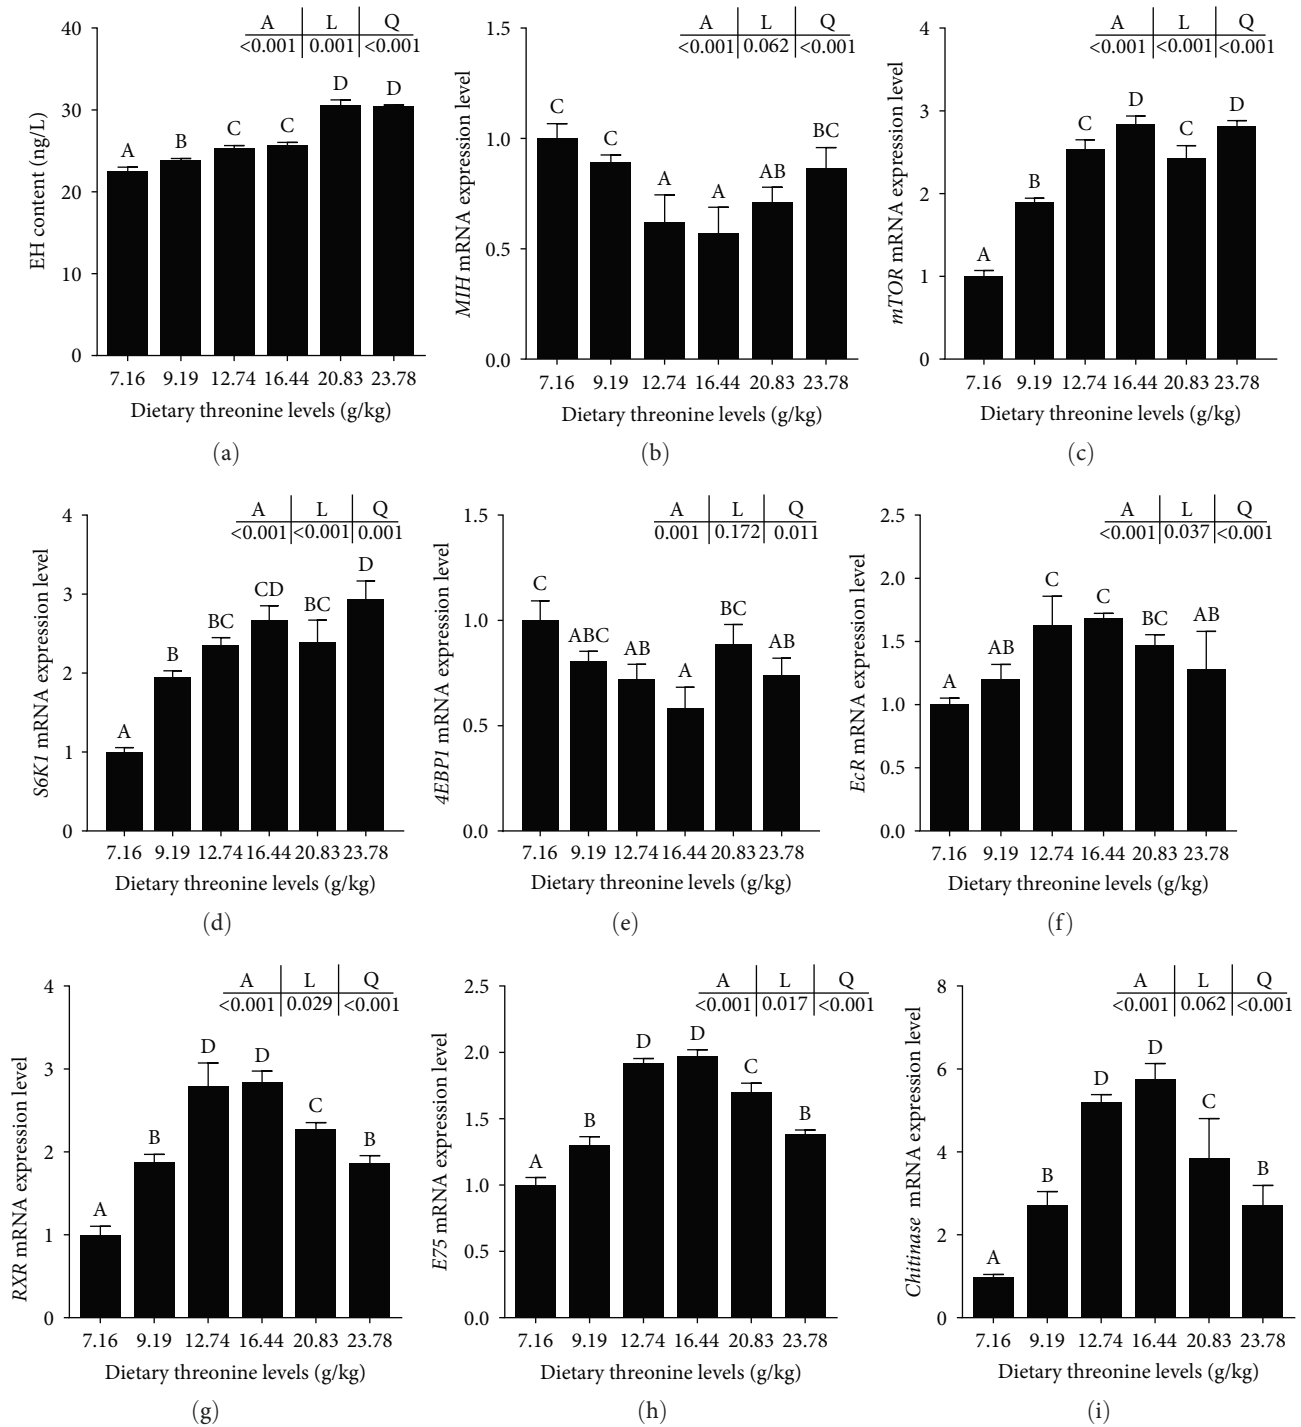 A L Q
<0.001 0.001 <0.001
40
30
20
10
0
EH content (ng/L)
A B C C D D
7.16 9.19 12.74 16.44 20.83 23.78
Dietary threonine levels (g/kg)
(a)
A L Q
<0.001 0.062 <0.001
1.5
1.0
0.5
0.0
MIH mRNA expression level
C C A A AB BC
7.16 9.19 12.74 16.44 20.83 23.78
Dietary threonine levels (g/kg)
(b)
A L Q
<0.001 <0.001 <0.001
4
3
2
1
0
mTOR mRNA expression level
A B C D C D
7.16 9.19 12.74 16.44 20.83 23.78
Dietary threonine levels (g/kg)
(c)
A L Q
<0.001 <0.001 0.001
4
3
2
1
0
S6K1 mRNA expression level
A B BC CD BC D
7.16 9.19 12.74 16.44 20.83 23.78
Dietary threonine levels (g/kg)
(d)
A L Q
0.001 0.172 0.011
1.5
1.0
0.5
0.0
4EBP1 mRNA expression level
C ABC AB A BC AB
7.16 9.19 12.74 16.44 20.83 23.78
Dietary threonine levels (g/kg)
(e)
A L Q
<0.001 0.037 <0.001
2.5
2.0
1.5
1.0
0.5
0.0
EcR mRNA expression level
A AB C C BC AB
7.16 9.19 12.74 16.44 20.83 23.78
Dietary threonine levels (g/kg)
(f)
A L Q
<0.001 0.029 <0.001
4
3
2
1
0
RXR mRNA expression level
A B D D C B
7.16 9.19 12.74 16.44 20.83 23.78
Dietary threonine levels (g/kg)
(g)
A L Q
<0.001 0.017 <0.001
2.5
2.0
1.5
1.0
0.5
0.0
E75 mRNA expression level
A B D D C B
7.16 9.19 12.74 16.44 20.83 23.78
Dietary threonine levels (g/kg)
(h)
A L Q
<0.001 0.062 <0.001
8
6
4
2
0
Chitinase mRNA expression level
A B D D C B
7.16 9.19 12.74 16.44 20.83 23.78
Dietary threonine levels (g/kg)
(i)